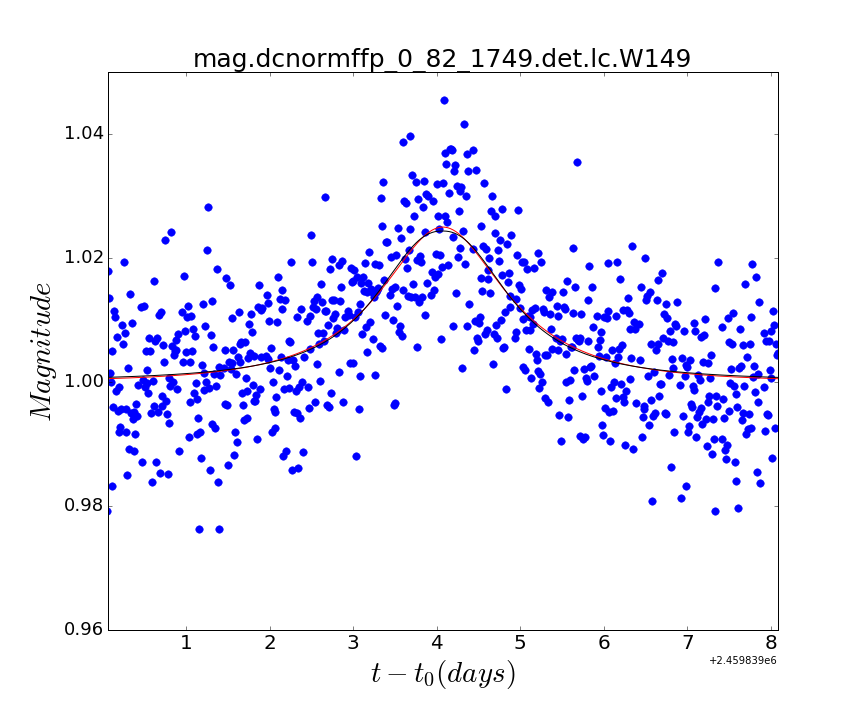 mag.dcnormffp_0_82_1749.det.lc.W149
1.04
1.02
1.00
0.98
0.96
Magnitude
1 2 3 4 5 6 7 8
+2.459839e6
t − t₀(days)